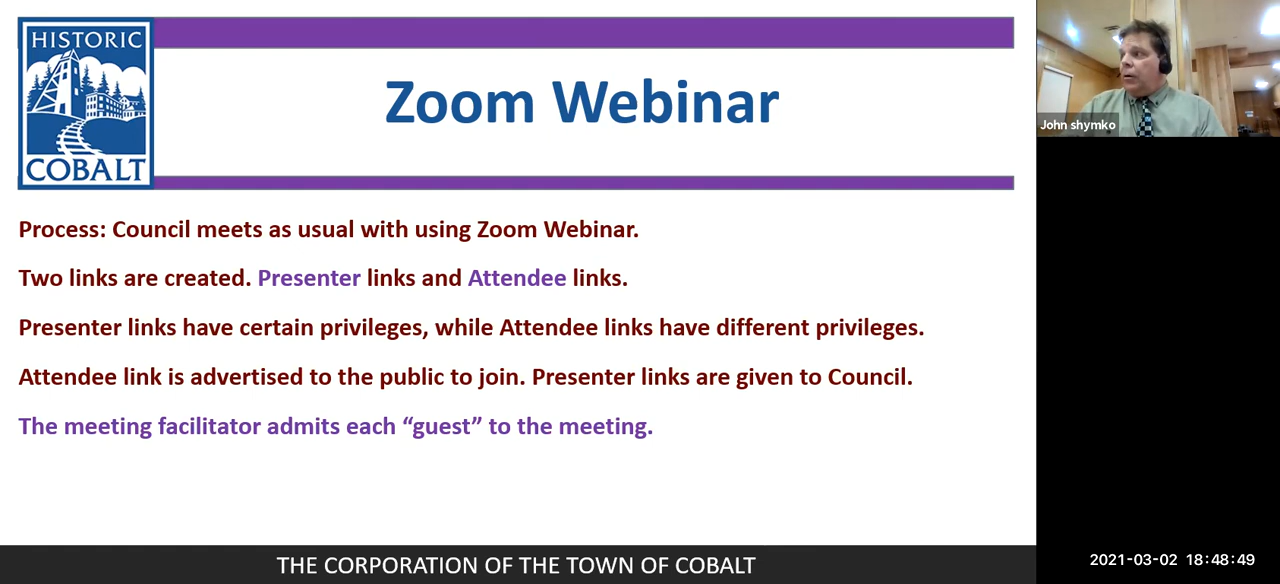 HISTORIC
COBALT
Zoom Webinar
John shymko
Process: Council meets as usual with using Zoom Webinar.
Two links are created. Presenter links and Attendee links.
Presenter links have certain privileges, while Attendee links have different privileges.
Attendee link is advertised to the public to join. Presenter links are given to Council.
The meeting facilitator admits each “guest” to the meeting.
THE CORPORATION OF THE TOWN OF COBALT
2021-03-02 18:48:49